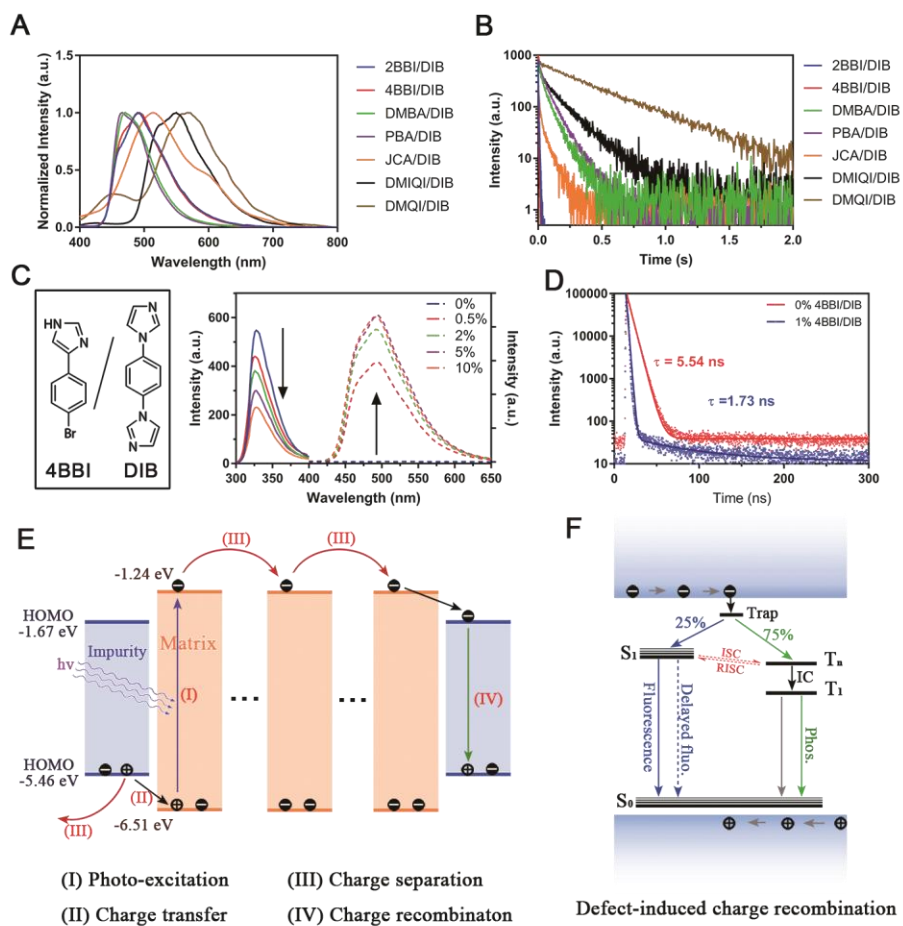 A
Normalized Intensity (a.u.)
1.5
1.0
0.5
0.0
400 500 600 700 800
Wavelength (nm)
2BBI/DIB
4BBI/DIB
DMBA/DIB
PBA/DIB
JCA/DIB
DMIQI/DIB
DMQI/DIB
B
Intensity (a.u.)
1000
100
10
1
0.0 0.5 1.0 1.5 2.0
Time (s)
2BBI/DIB
4BBI/DIB
DMBA/DIB
PBA/DIB
JCA/DIB
DMIQI/DIB
DMQI/DIB
C
HN
N
Br
4BBI
N
N
N
N
DIB
Intensity (a.u.)
600
400
200
0
300 350 400 450 500 550 600 650
Wavelength (nm)
0%
0.5%
2%
5%
10%
Intensity (a.u)
D
Intensity (a.u.)
100000
10000
1000
100
10
0 50 100 150 200 300
Time (ns)
0% 4BBI/DIB
1% 4BBI/DIB
τ = 5.54 ns
τ =1.73 ns
E
(III)
(III)
-1.24 eV
HOMO
-1.67 eV
Impurity
Matrix
hν
(I)
...
...
(IV)
HOMO
-5.46 eV
(II)
(III)
-6.51 eV
(I) Photo-excitation
(III) Charge separation
(II) Charge transfer
(IV) Charge recombinaton
F
Trap
25%
75%
S1
ISC
RISC
Tn
IC
T1
Fluorescence
Delayed fluo.
Phos.
S0
Defect-induced charge recombination